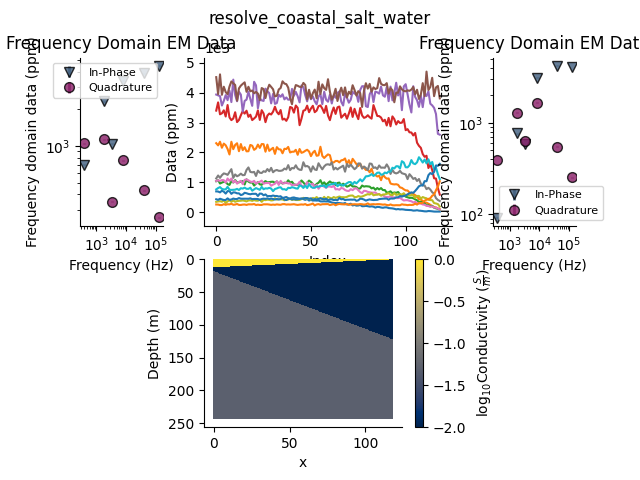 resolve_coastal_salt_water
Frequency Domain EM Data
Frequency domain data (ppm)
10³
10³ 10⁴ 10⁵
Frequency (Hz)
In-Phase
Quadrature
1e3
Data (ppm)
5
4
3
2
1
0
0 50 100
Index
Frequency Domain EM Dat
Frequency domain data (ppm)
10³
10²
10³ 10⁴ 10⁵
Frequency (Hz)
In-Phase
Quadrature
Depth (m)
0
50
100
150
200
250
0 50 100
x
0.0
−0.5
−1.0
−1.5
−2.0
log₁₀Conductivity (S/m)